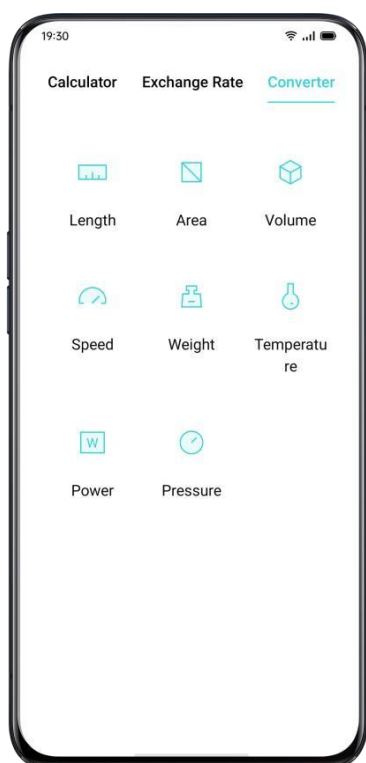 19:30
Calculator Exchange Rate Converter
Length Area Volume
Speed Weight Temperatu
re
W
Power Pressure